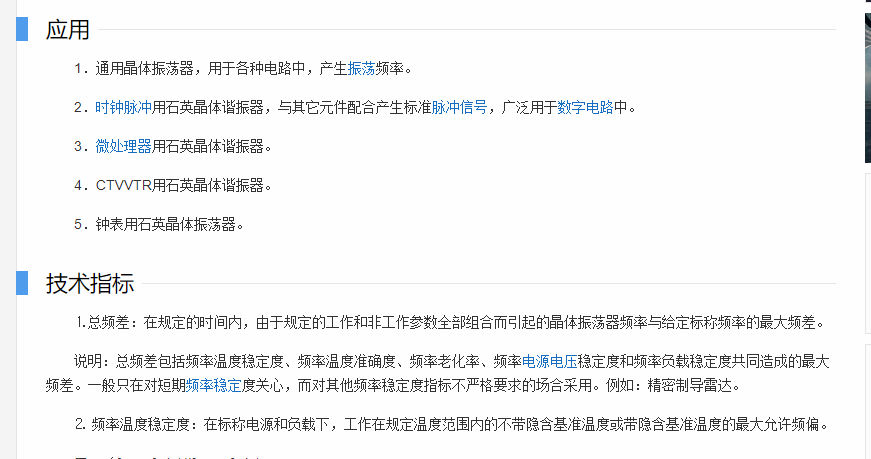 应用
1．通用晶体振荡器，用于各种电路中，产生振荡频率。
2．时钟脉冲用石英晶体谐振器，与其它元件配合产生标准脉冲信号，广泛用于数字电路中。
3．微处理器用石英晶体谐振器。
4．CTVVTR用石英晶体谐振器。
5．钟表用石英晶体振荡器。
技术指标
1.总频差：在规定的时间内，由于规定的工作和非工作参数全部组合而引起的晶体振荡器频率与给定标称频率的最大频差。
说明：总频差包括频率温度稳定度、频率温度准确度、频率老化率、频率电源电压稳定度和频率负载稳定度共同造成的最大
频差。一般只在对短期频率稳定度关心，而对其他频率稳定度指标不严格要求的场合采用。例如：精密制导雷达。
2. 频率温度稳定度：在标称电源和负载下，工作在规定温度范围内的不带隐含基准温度或带隐含基准温度的最大允许频偏。